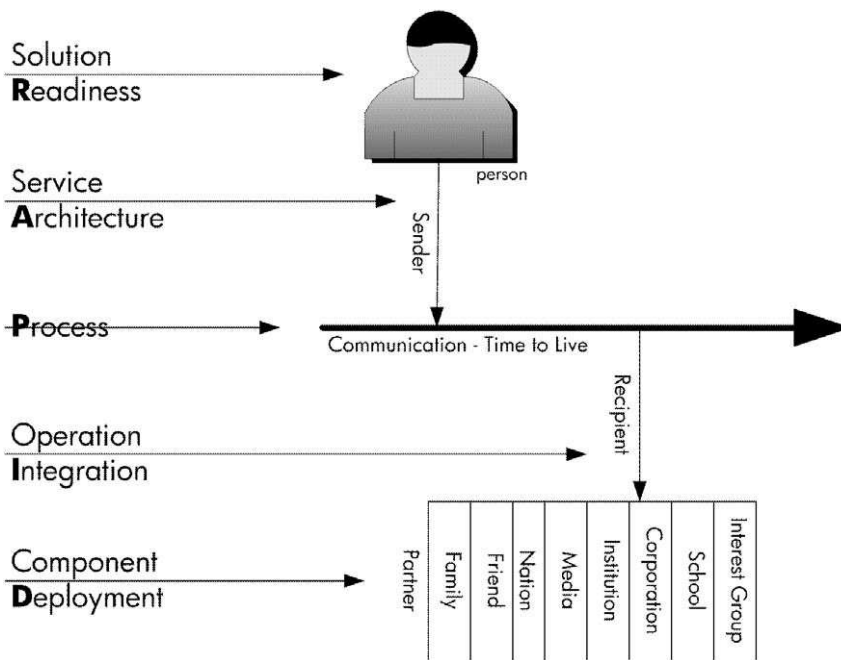 Solution
Readiness
person
Service
Architecture
Sender
Process
Communication - Time to Live
Recipient
Operation
Integration
Component
Deployment
Partner
Family
Friend
Nation
Media
Institution
Corporation
School
Interest Group